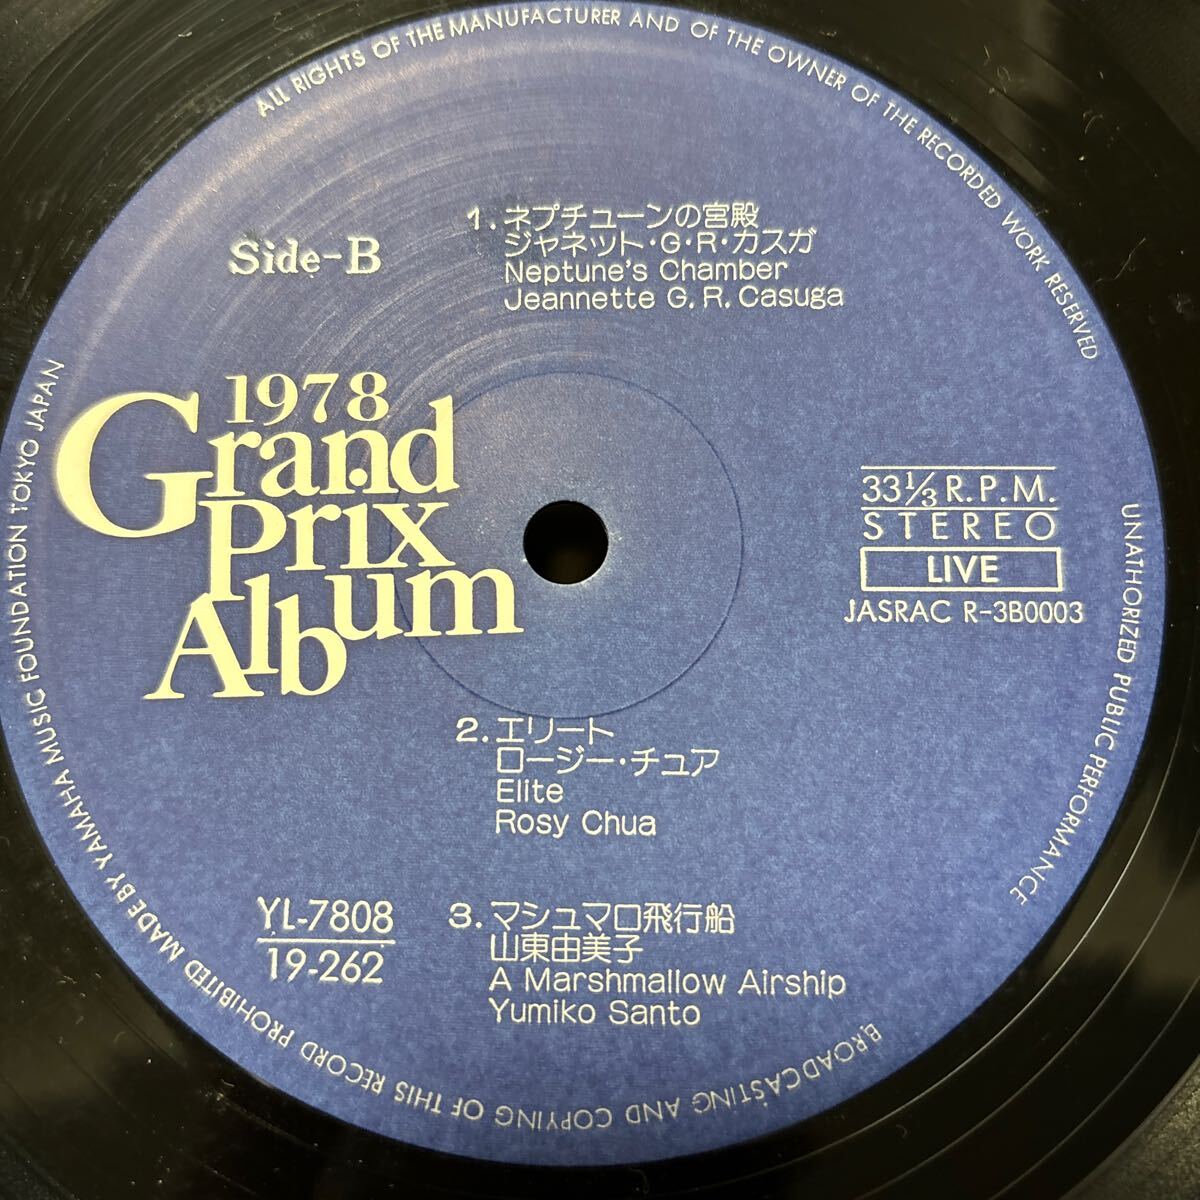 ALL RIGHTS OF THE MANUFACTURER AND OF THE OWNER OF THE RECORDED WORK RESERVED
UNATHORIZED PUBLIC PERFORMANCE
BROADCASTING AND COPYING OF THIS RECORD PROHIBITED MADE BY YAMAHA MUSIC FOUNDATION TOKYO JAPAN
Side-B
1.ネプチューンの宮殿
ジャネット・G・R・カスガ
Neptune's Chamber
Jeannette G.R.Casuga
1978
Grand
Prix
Album
33⅓ R.P.M.
STEREO
LIVE
JASRAC R-3B0003
2.エリート
ロージー・チュア
Elite
Rosy Chua
YL-7808
19-262
3.マシュマロ飛行船
山東由美子
A Marshmallow Airship
Yumiko Santo